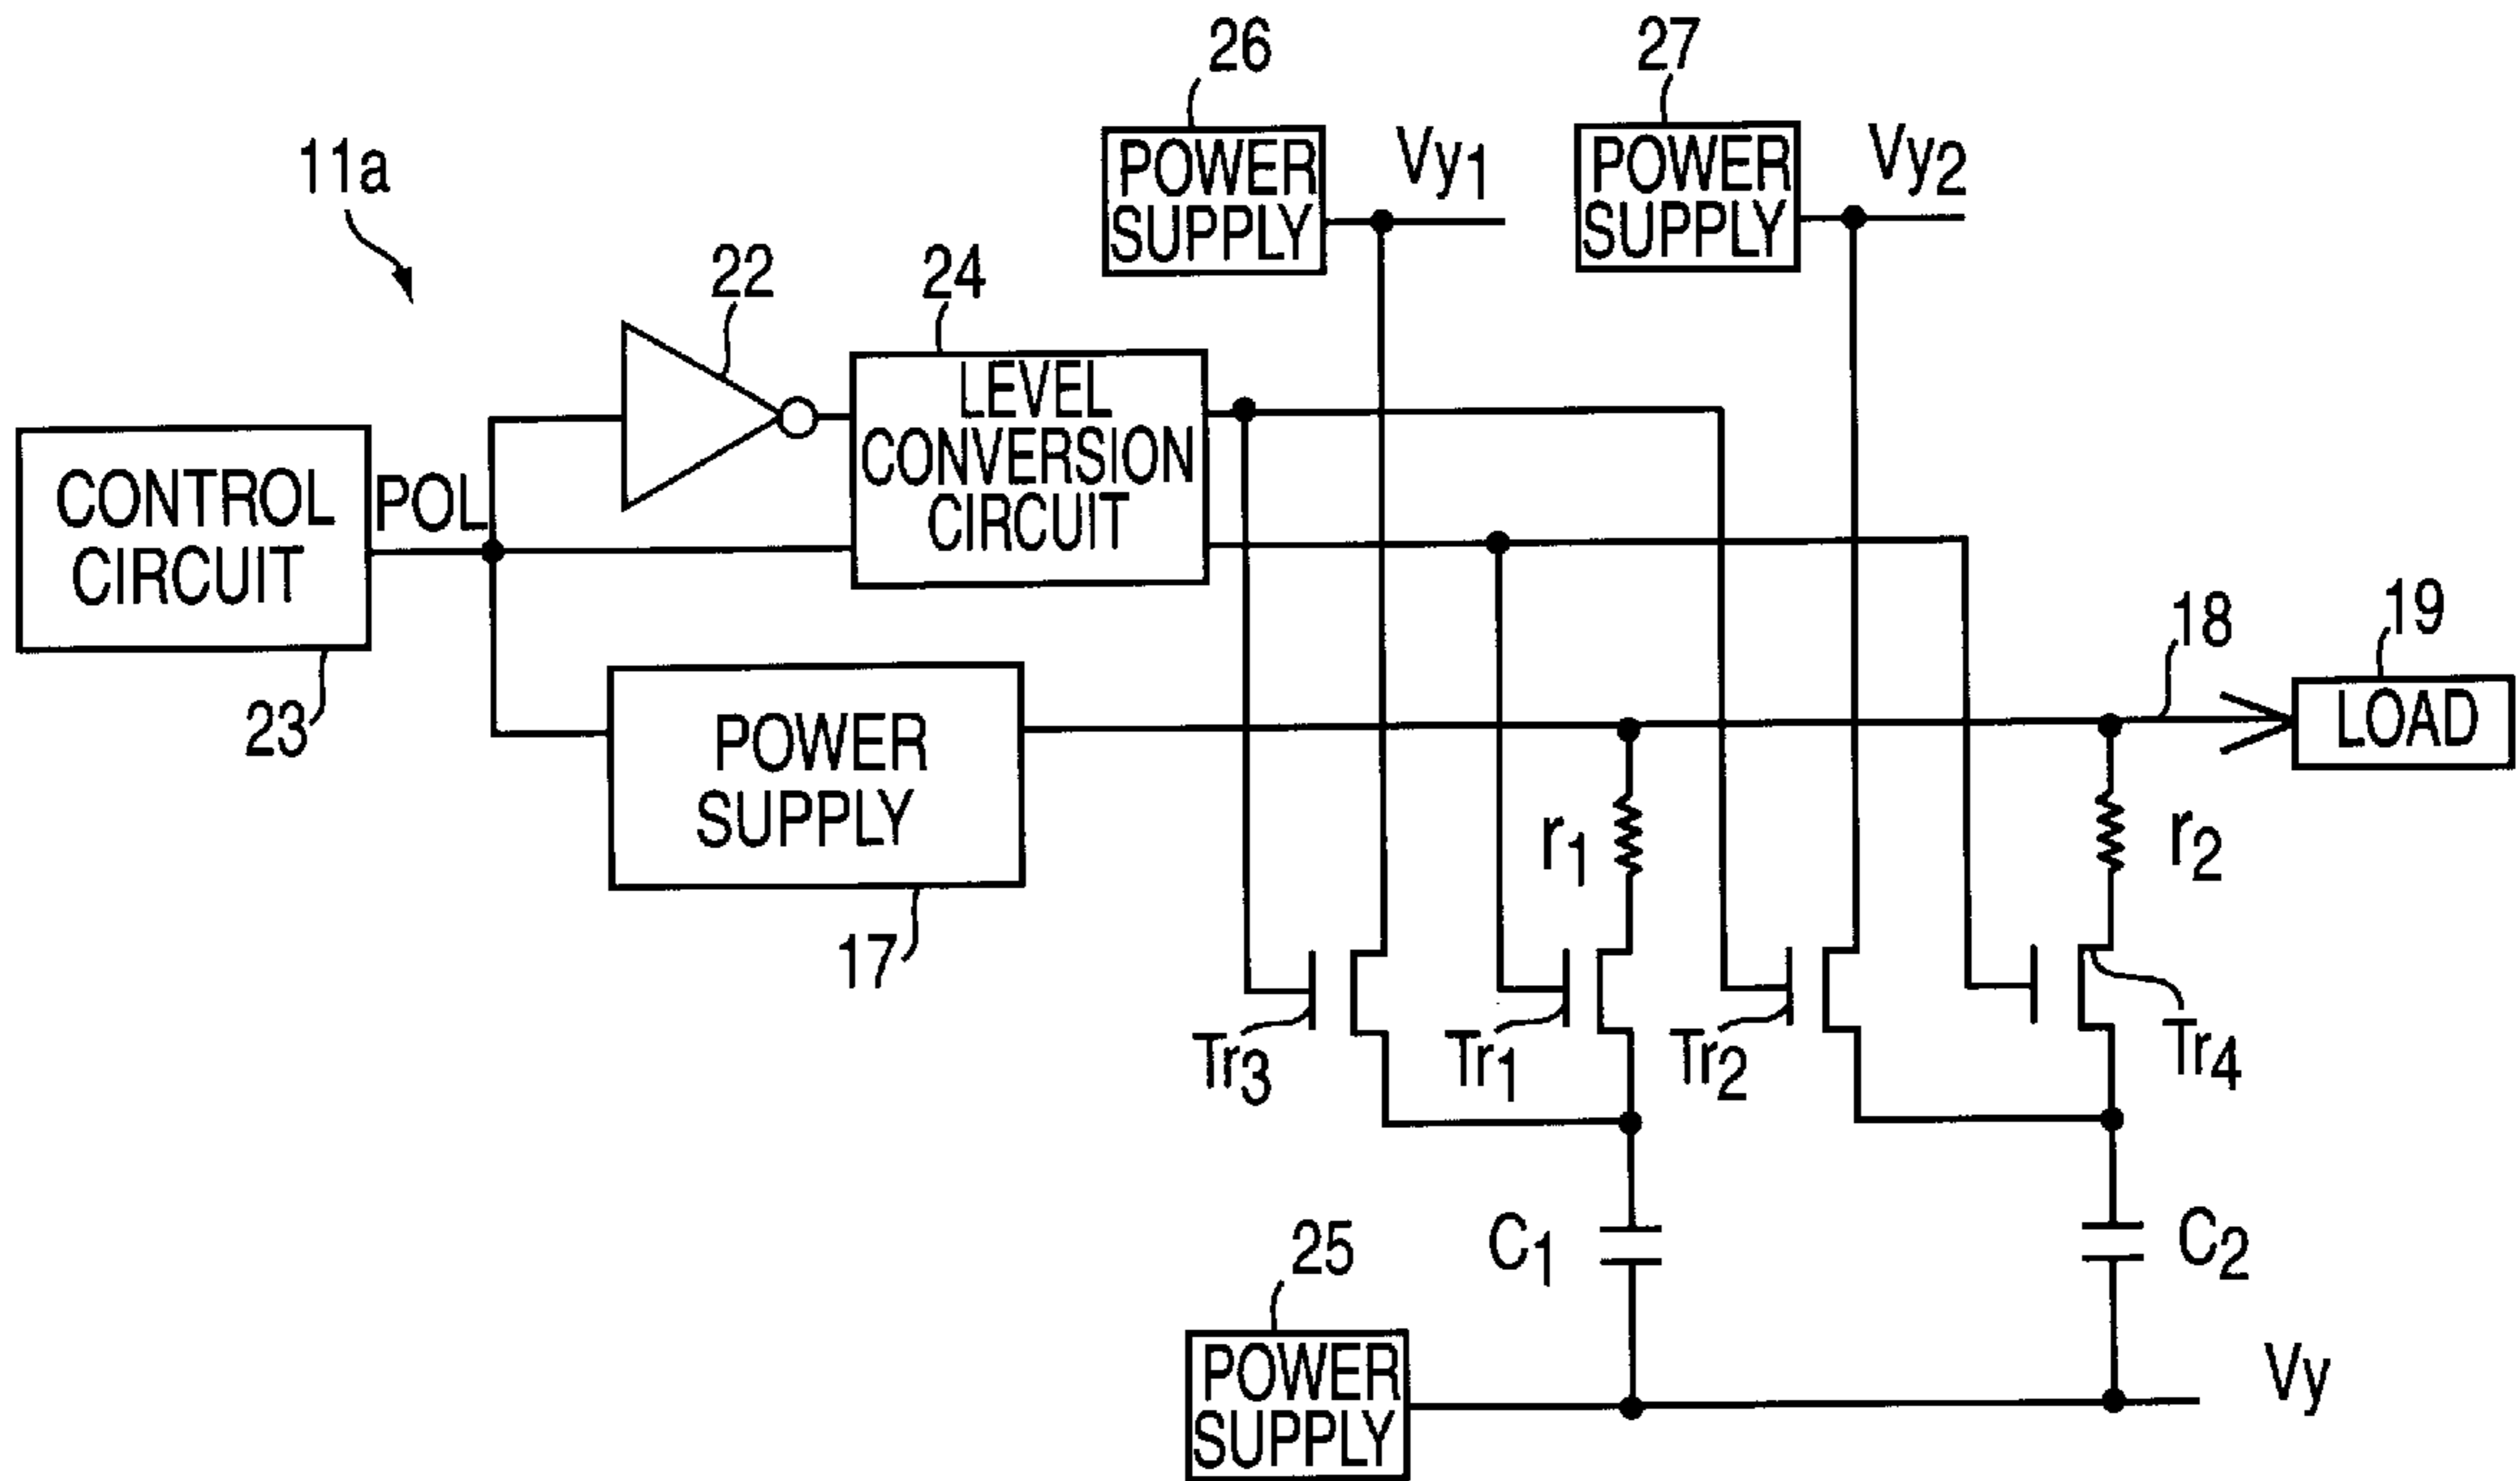 26
27
11a
POWER
SUPPLY
Vy1
POWER
SUPPLY
Vy2
22
24
LEVEL
CONVERSION
CIRCUIT
CONTROL
CIRCUIT
POL
18
19
LOAD
23
POWER
SUPPLY
17
r1
r2
Tr3
Tr1
Tr2
Tr4
25
C1
C2
POWER
SUPPLY
Vy